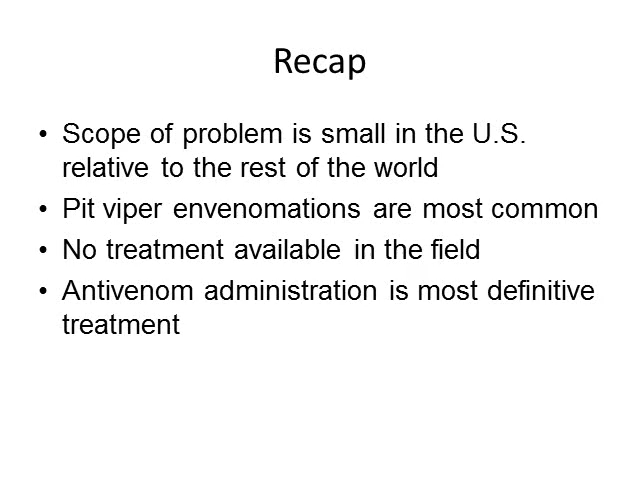 Recap
• Scope of problem is small in the U.S.
relative to the rest of the world
• Pit viper envenomations are most common
• No treatment available in the field
• Antivenom administration is most definitive
treatment